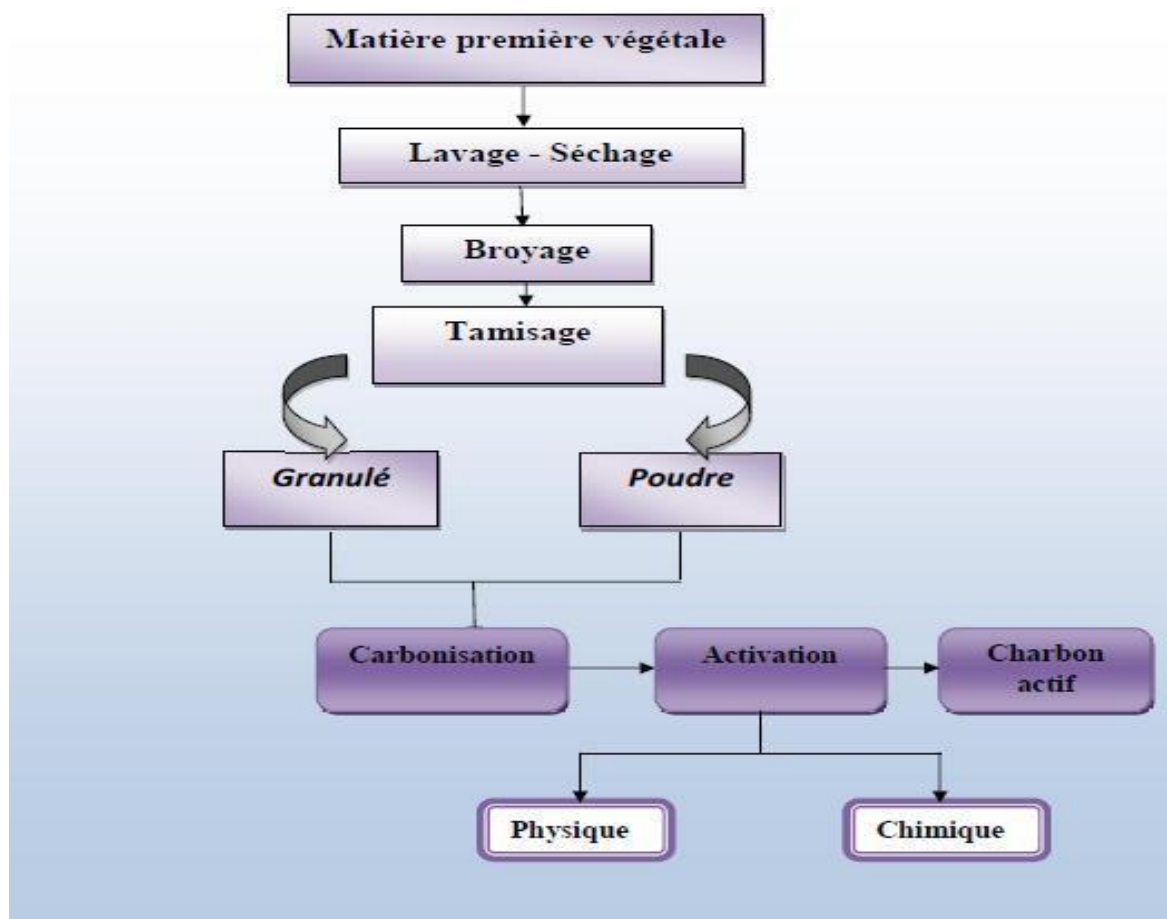 Matière première végétale
Lavage - Séchage
Broyage
Tamisage
Granulé
Poudre
Carbonisation
Activation
Charbon
actif
Physique
Chimique